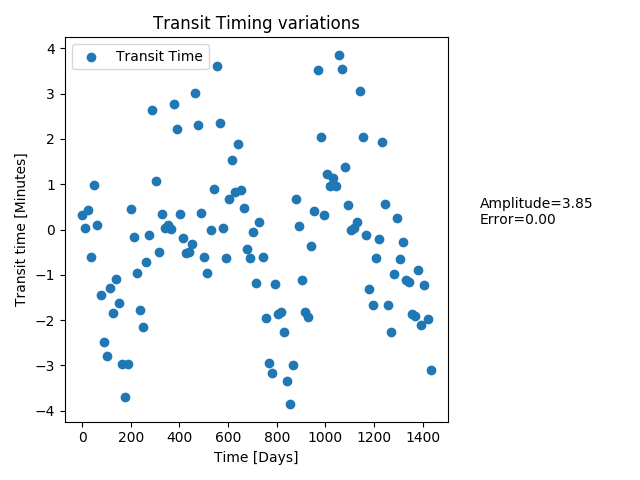 Transit Timing variations
Transit Time
Transit time [Minutes]
4
3
2
1
0
−1
−2
−3
−4
0 200 400 600 800 1000 1200 1400
Time [Days]
Amplitude=3.85
Error=0.00